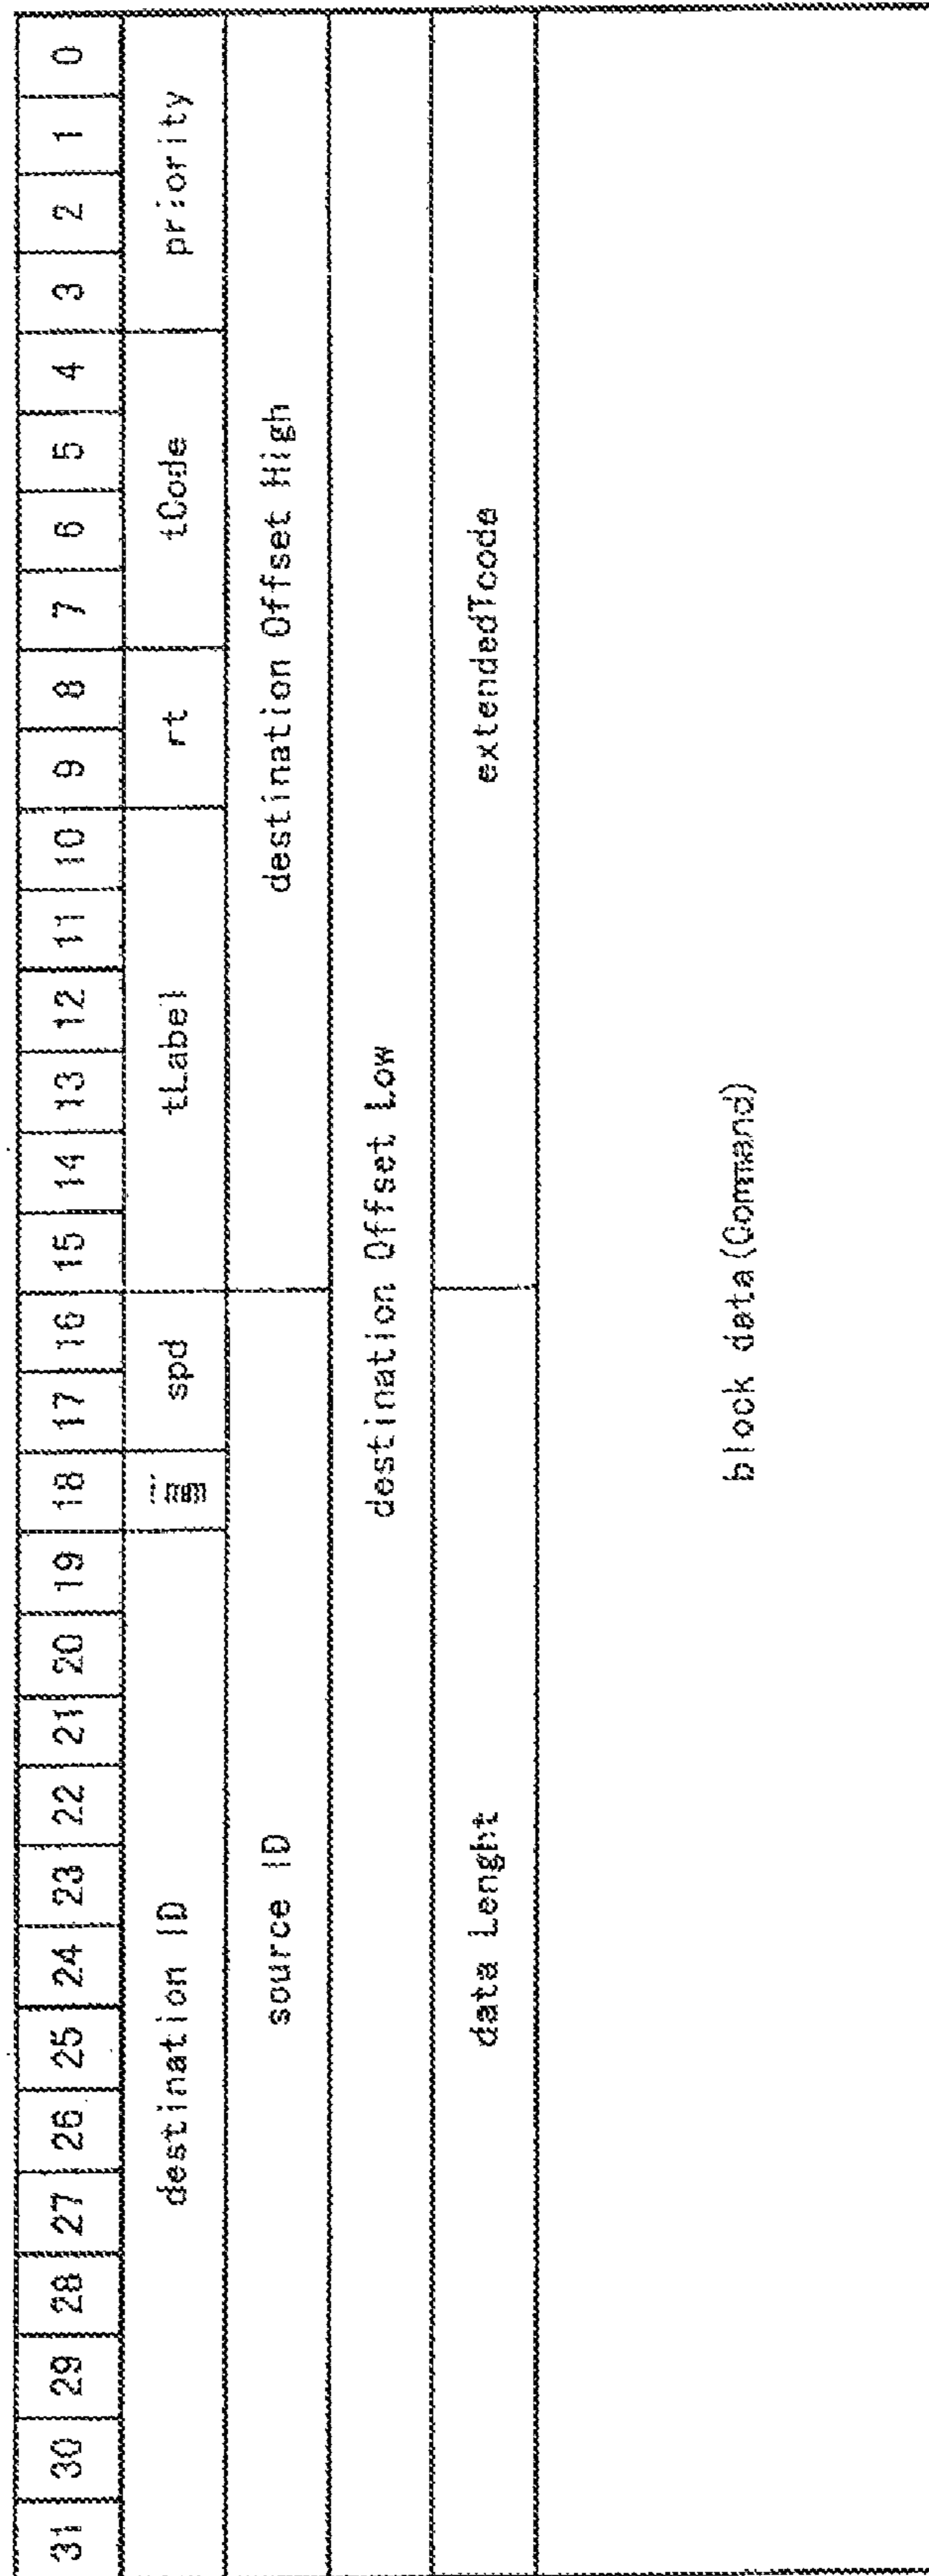 31 30 29 28 27 26 25 24 23 22 21 20 19 18 17 16 15 14 13 12 11 10 9 8 7 6 5 4 3 2 1 0
destination ID spd tLabel rt tCode priority
source ID destination Offset High
destination Offset Low
data Lenght extendedTcode
block data(Command)